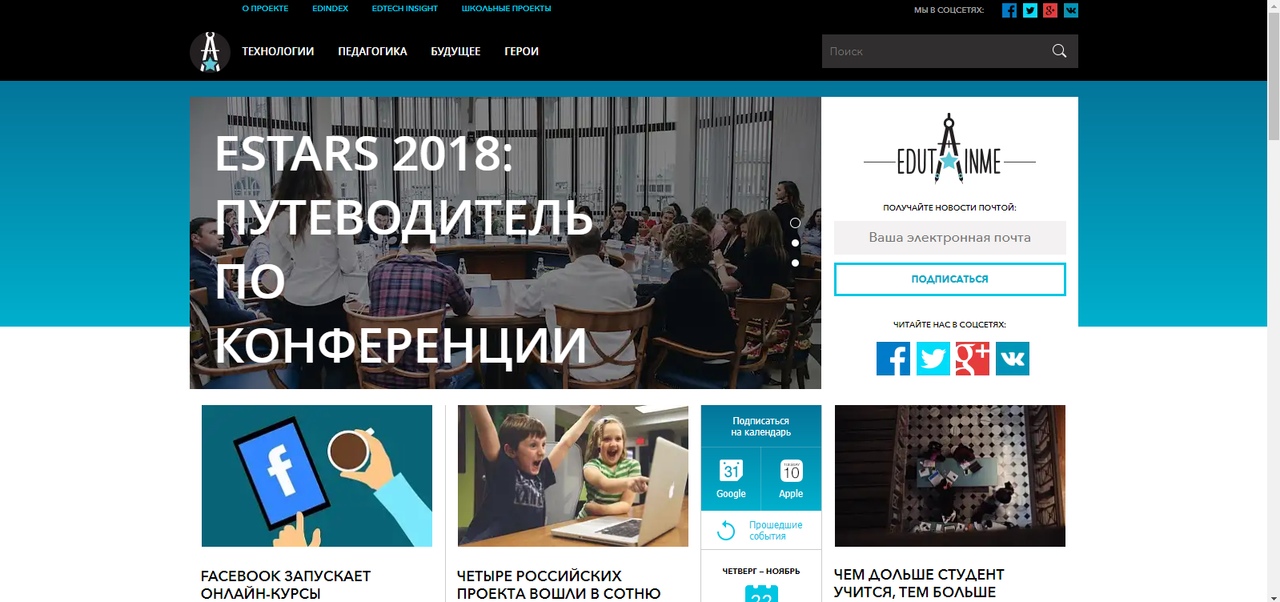 О ПРОЕКТЕ EDINDEX EDTECH INSIGHT ШКОЛЬНЫЕ ПРОЕКТЫ
МЫ В СОЦСЕТЯХ:
ТЕХНОЛОГИИ ПЕДАГОГИКА БУДУЩЕЕ ГЕРОИ
Поиск
ESTARS 2018:
ПУТЕВОДИТЕЛЬ
ПО
КОНФЕРЕНЦИИ
EDUTAINME
ПОЛУЧАЙТЕ НОВОСТИ ПОЧТОЙ:
Ваша электронная почта
ПОДПИСАТЬСЯ
ЧИТАЙТЕ НАС В СОЦСЕТЯХ:
FACEBOOK ЗАПУСКАЕТ
ОНЛАЙН-КУРСЫ
ЧЕТЫРЕ РОССИЙСКИХ
ПРОЕКТА ВОШЛИ В СОТНЮ
Подписаться
на календарь
31
Google
10
Apple
Прошедшие
события
ЧЕТВЕРГ – НОЯБРЬ
22
ЧЕМ ДОЛЬШЕ СТУДЕНТ
УЧИТСЯ, ТЕМ БОЛЬШЕ